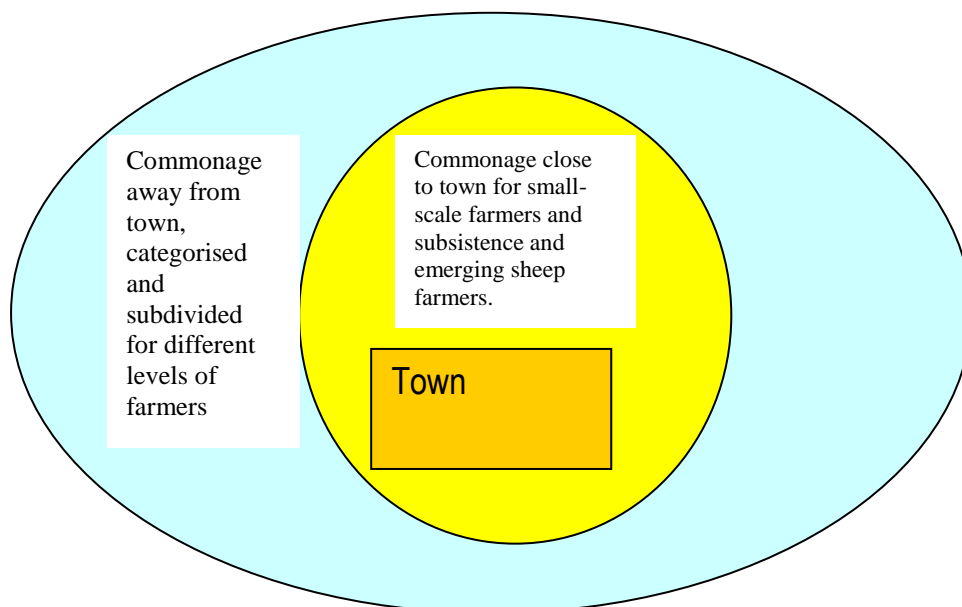 Commonage
away from
town,
categorised
and
subdivided
for different
levels of
farmers
Commonage close
to town for small-
scale farmers and
subsistence and
emerging sheep
farmers.
Town